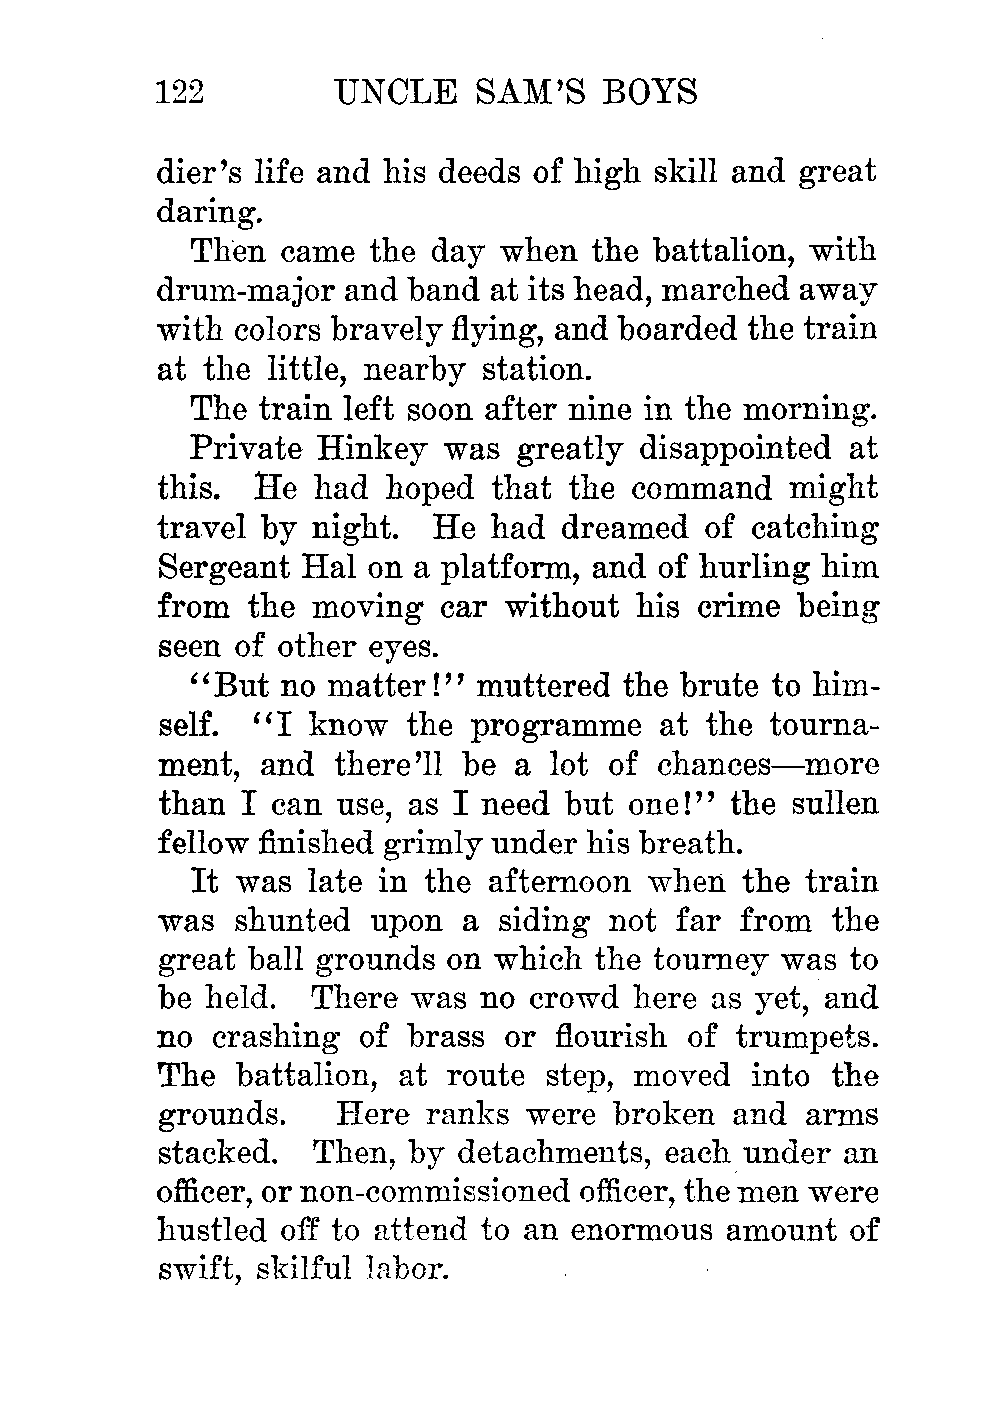 122 UNCLE SAM'S BOYS
dier's life and his deeds of high skill and great
daring.
Then came the day when the battalion, with
drum-major and band at its head, marched away
with colors bravely flying, and boarded the train
at the little, nearby station.
The train left soon after nine in the morning.
Private Hinkey was greatly disappointed at
this. He had hoped that the command might
travel by night. He had dreamed of catching
Sergeant Hal on a platform, and of hurling him
from the moving car without his crime being
seen of other eyes.
“But no matter!” muttered the brute to him-
self. “I know the programme at the tourna-
ment, and there'll be a lot of chances—more
than I can use, as I need but one!” the sullen
fellow finished grimly under his breath.
It was late in the afternoon when the train
was shunted upon a siding not far from the
great ball grounds on which the tourney was to
be held. There was no crowd here as yet, and
no crashing of brass or flourish of trumpets.
The battalion, at route step, moved into the
grounds. Here ranks were broken and arms
stacked. Then, by detachments, each under an
officer, or non-commissioned officer, the men were
hustled off to attend to an enormous amount of
swift, skilful labor.